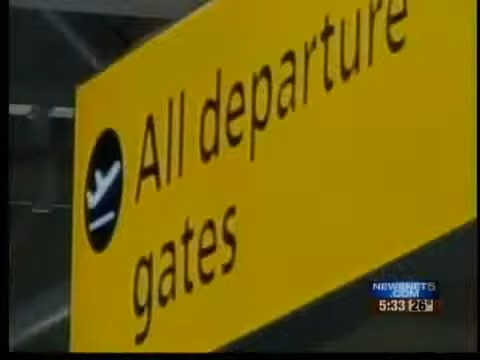 All departure
gates
NEWSNET5
.COM
5:33 26°